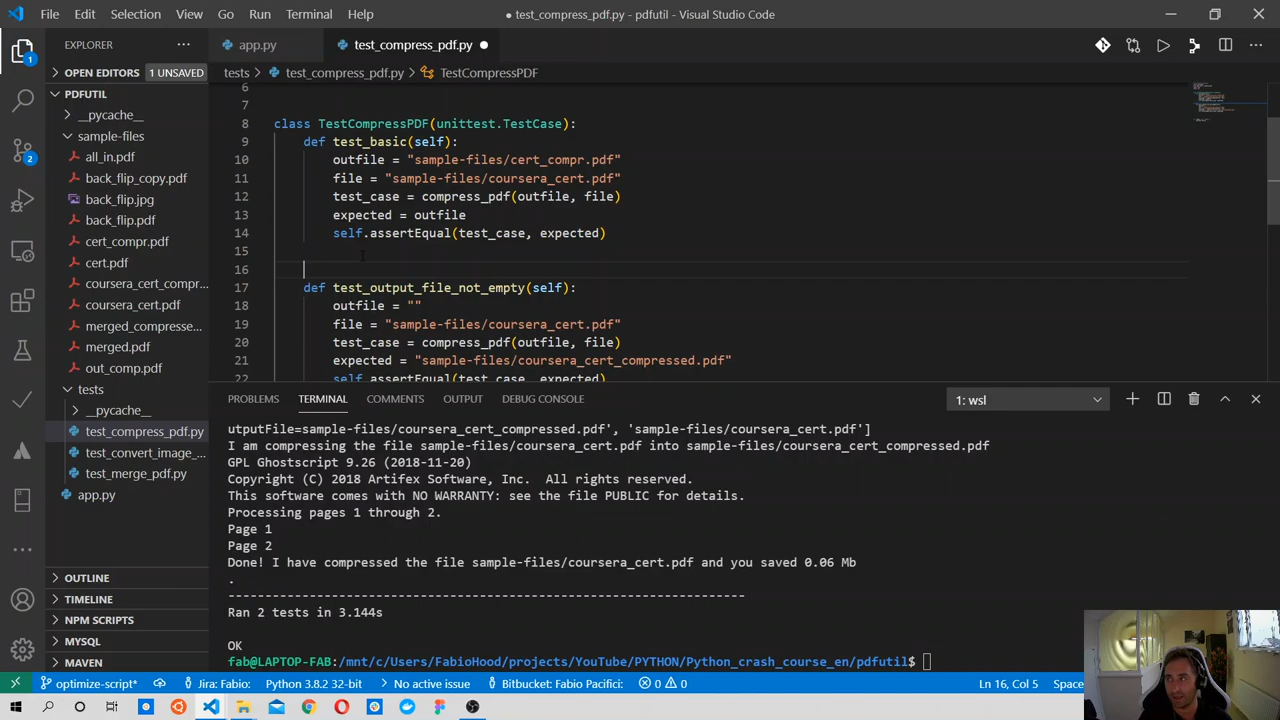 File Edit Selection View Go Run Terminal Help
● test_compress_pdf.py - pdfutil - Visual Studio Code
EXPLORER
app.py
test_compress_pdf.py
OPEN EDITORS 1 UNSAVED
tests > test_compress_pdf.py > TestCompressPDF
PDFUTIL
__pycache__
sample-files
all_in.pdf
back_flip_copy.pdf
back_flip.jpg
back_flip.pdf
cert_compr.pdf
cert.pdf
coursera_compr...
coursera_cert.pdf
merged_compresse...
merged.pdf
out_comp.pdf
tests
__pycache__
test_compress_pdf.py
test_convert_image_...
test_merge_pdf.py
app.py
OUTLINE
TIMELINE
NPM SCRIPTS
MYSQL
MAVEN
1
2
6
7
8 class TestCompressPDF(unittest.TestCase):
9 def test_basic(self):
10 outfile = "sample-files/cert_compr.pdf"
11 file = "sample-files/coursera_cert.pdf"
12 test_case = compress_pdf(outfile, file)
13 expected = outfile
14 self.assertEqual(test_case, expected)
15
16
17 def test_output_file_not_empty(self):
18 outfile = ""
19 file = "sample-files/coursera_cert.pdf"
20 test_case = compress_pdf(outfile, file)
21 expected = "sample-files/coursera_cert_compressed.pdf"
22 self.assertEqual(test_case, expected)
PROBLEMS TERMINAL COMMENTS OUTPUT DEBUG CONSOLE
1: wsl
utputFile=sample-files/coursera_cert_compressed.pdf', 'sample-files/coursera_cert.pdf']
I am compressing the file sample-files/coursera_cert.pdf into sample-files/coursera_cert_compressed.pdf
GPL Ghostscript 9.26 (2018-11-20)
Copyright (C) 2018 Artifex Software, Inc.  All rights reserved.
This software comes with NO WARRANTY: see the file PUBLIC for details.
Processing pages 1 through 2.
Page 1
Page 2
Done! I have compressed the file sample-files/coursera_cert.pdf and you saved 0.06 Mb
.
----------------------------------------------------------------------
Ran 2 tests in 3.144s
OK
fab@LAPTOP-FAB:/mnt/c/Users/FabioHood/projects/YouTube/PYTHON/Python_crash_course_en/pdfutil$
optimize-script* Jira: Fabio: Python 3.8.2 32-bit No active issue Bitbucket: Fabio Pacifici: 0 0 Ln 16, Col 5